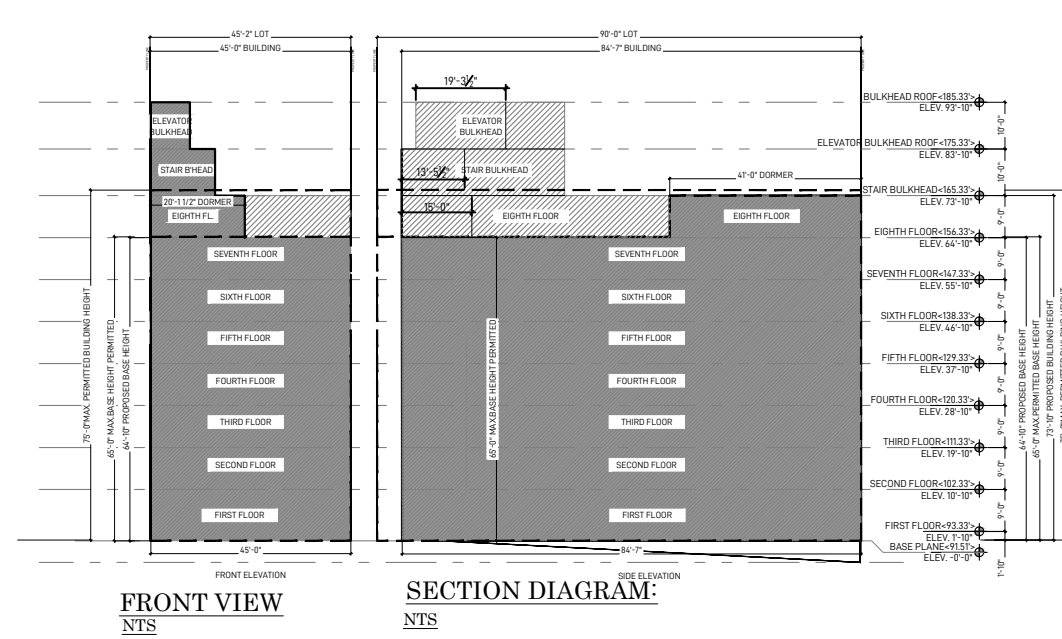 45'-2" LOT
45'-0" BUILDING
ELEVATOR
BULKHEAD
STAIR B'HEAD
20'-1 1/2" DORMER
EIGHTH FL.
SEVENTH FLOOR
SIXTH FLOOR
FIFTH FLOOR
FOURTH FLOOR
THIRD FLOOR
SECOND FLOOR
FIRST FLOOR
75'-0"MAX. PERMITTED BUILDING HEIGHT
65'-0" MAX.BASE HEIGHT PERMITTED
64'-10" PROPOSED BASE HEIGHT
45'-0"
FRONT ELEVATION
FRONT VIEW
NTS
90'-0" LOT
84'-7" BUILDING
19'-3½"
ELEVATOR
BULKHEAD
13'-5½"
STAIR BULKHEAD
41'-0" DORMER
15'-0"
EIGHTH FLOOR
EIGHTH FLOOR
SEVENTH FLOOR
SIXTH FLOOR
FIFTH FLOOR
FOURTH FLOOR
THIRD FLOOR
SECOND FLOOR
FIRST FLOOR
65'-0" MAX.BASE HEIGHT PERMITTED
84'-7"
SIDE ELEVATION
SECTION DIAGRAM:
NTS
BULKHEAD ROOF<185.33'>
ELEV. 93'-10"
ELEVATOR BULKHEAD ROOF<175.33'>
ELEV. 83'-10"
STAIR BULKHEAD<165.33'>
ELEV. 73'-10"
EIGHTH FLOOR<156.33'>
ELEV. 64'-10"
SEVENTH FLOOR<147.33'>
ELEV. 55'-10"
SIXTH FLOOR<138.33'>
ELEV. 46'-10"
FIFTH FLOOR<129.33'>
ELEV. 37'-10"
FOURTH FLOOR<120.33'>
ELEV. 28'-10"
THIRD FLOOR<111.33'>
ELEV. 19'-10"
SECOND FLOOR<102.33'>
ELEV. 10'-10"
FIRST FLOOR<93.33'>
ELEV. 1'-10"
BASE PLANE<91.51'>
ELEV. -0'-0"
10'-0"
10'-0"
9'-0"
9'-0"
9'-0"
9'-0"
9'-0"
9'-0"
9'-0"
9'-0"
1'-10"
64'-10" PROPOSED BASE HEIGHT
65'-0" MAX.PERMITTED BASE HEIGHT
73'-10" PROPOSED BUILDING HEIGHT